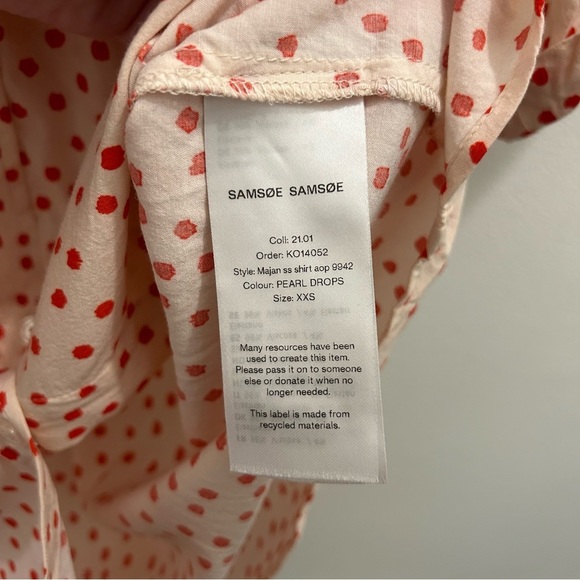 SAMSØE SAMSØE
Coll: 21.01
Order: KO14052
Style: Majan ss shirt aop 9942
Colour: PEARL DROPS
Size: XXS
Many resources have been
used to create this item.
Please pass it on to someone
else or donate it when no
longer needed.
This label is made from
recycled materials.